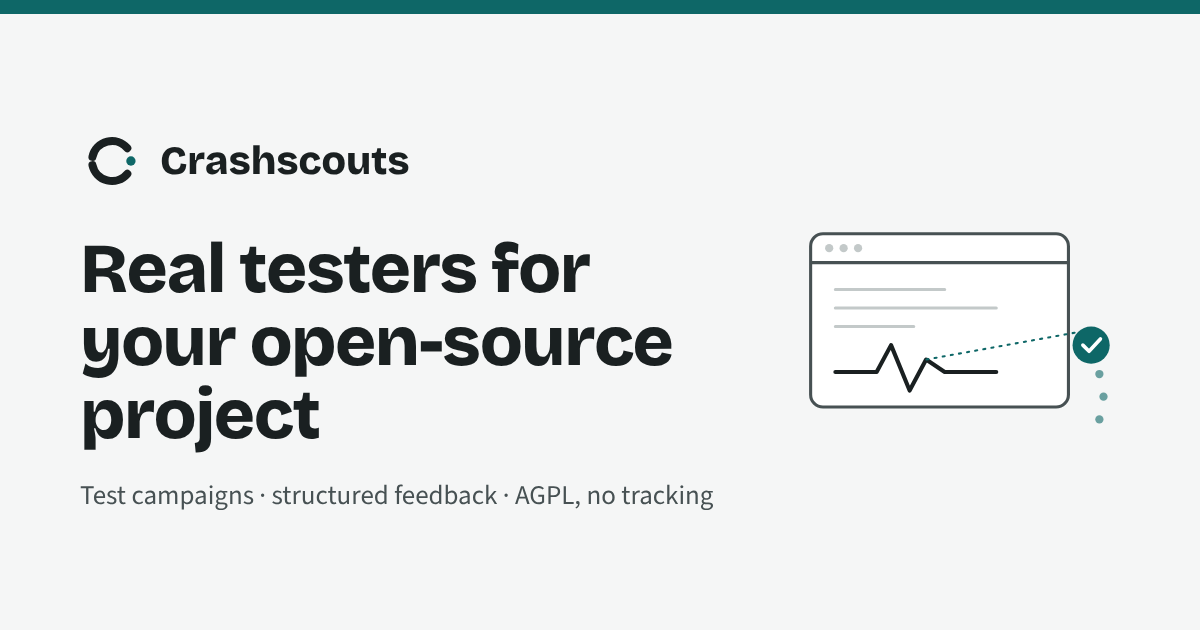 Crashscouts
Real testers for
your open-source
project
Test campaigns · structured feedback · AGPL, no tracking